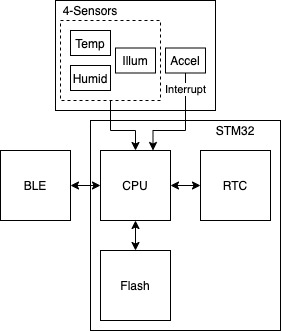 4-Sensors
Temp
Illum
Accel
Humid
Interrupt
STM32
BLE
CPU
RTC
Flash